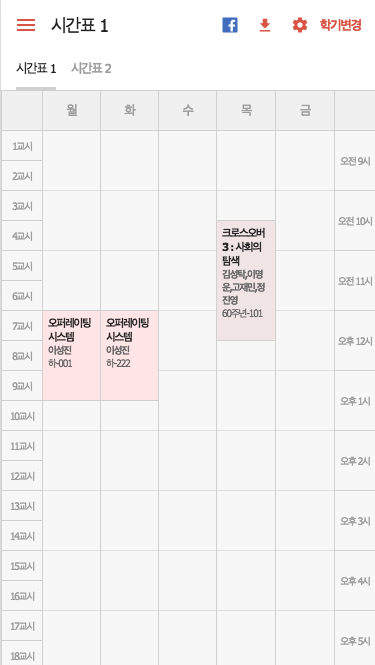 시간표 1
학기변경
시간표 1 시간표 2
월 화 수 목 금
1교시
오전 9시
2교시
3교시
오전 10시
4교시
크로스오버
3 : 사회의
탐색
김성탁,이명
운,고재민,정
진영
60주년-101
5교시
오전 11시
6교시
7교시
오퍼레이팅
시스템
이성진
하-001
오퍼레이팅
시스템
이성진
하-222
오후 12시
8교시
9교시
오후 1시
10교시
11교시
오후 2시
12교시
13교시
오후 3시
14교시
15교시
오후 4시
16교시
17교시
오후 5시
18교시